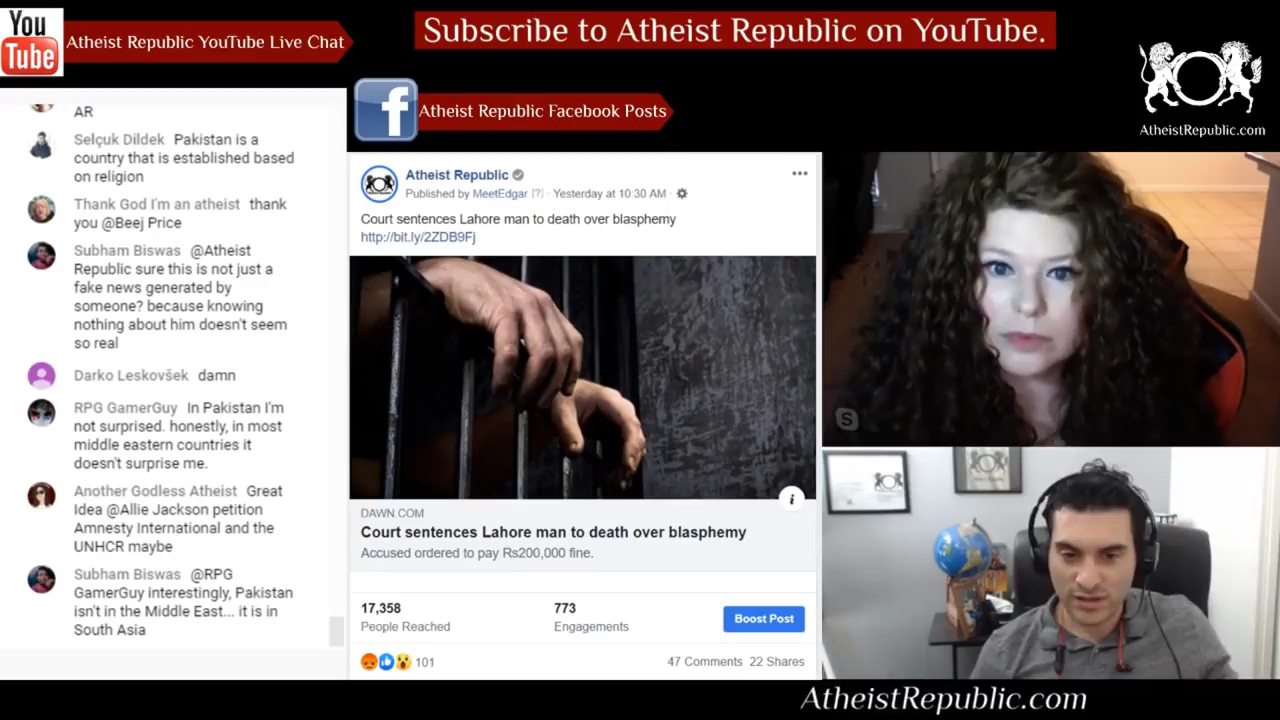 You
Tube
Atheist Republic YouTube Live Chat
Subscribe to Atheist Republic on YouTube.
AtheistRepublic.com
f
Atheist Republic Facebook Posts
AR
Selçuk Dildek Pakistan is a
country that is established based
on religion
Thank God I'm an atheist thank
you @Beej Price
Subham Biswas @Atheist
Republic sure this is not just a
fake news generated by
someone? because knowing
nothing about him doesn't seem
so real
Darko Leskovšek damn
RPG GamerGuy In Pakistan I'm
not surprised. honestly, in most
middle eastern countries it
doesn't surprise me.
Another Godless Atheist Great
Idea @Allie Jackson petition
Amnesty International and the
UNHCR maybe
Subham Biswas @RPG
GamerGuy interestingly, Pakistan
isn't in the Middle East... it is in
South Asia
Atheist Republic
Published by MeetEdgar [?] · Yesterday at 10:30 AM ·
Court sentences Lahore man to death over blasphemy
http://bit.ly/2ZDB9Fj
i
DAWN.COM
Court sentences Lahore man to death over blasphemy
Accused ordered to pay Rs200,000 fine.
17,358
People Reached
773
Engagements
Boost Post
101
47 Comments 22 Shares
S
AtheistRepublic.com